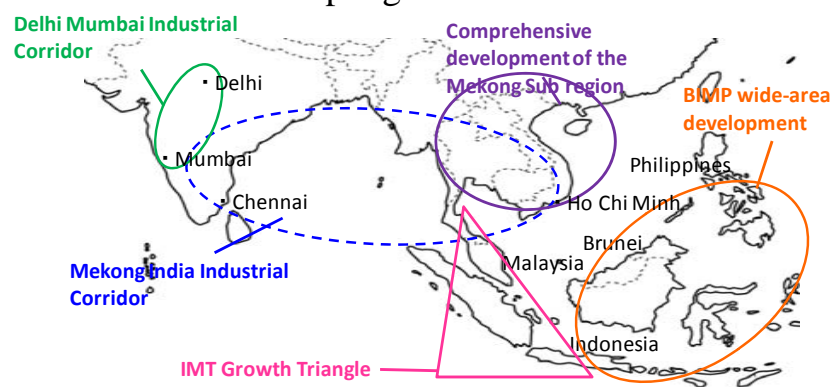 Delhi Mumbai Industrial
Corridor
Comprehensive
development of the
Mekong Sub region
BIMP wide-area
development
Delhi
Mumbai
Chennai
Philippines
Ho Chi Minh
Brunei
Malaysia
Mekong India Industrial
Corridor
Indonesia
IMT Growth Triangle